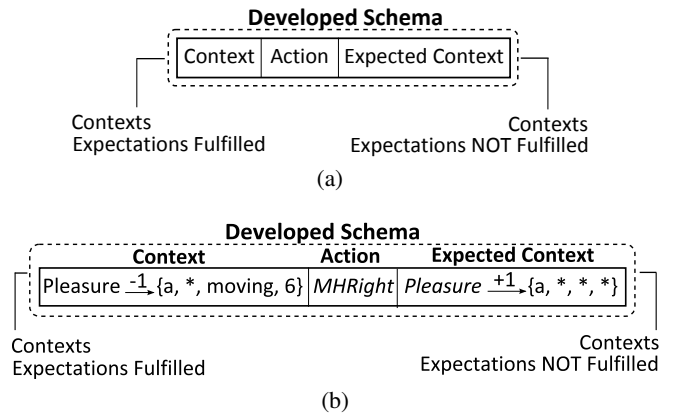 Developed Schema
Context Action Expected Context
Contexts
Expectations Fulfilled
Contexts
Expectations NOT Fulfilled
(a)
Developed Schema
Context Action Expected Context
Pleasure -1→{a, *, moving, 6} MHRight Pleasure +1→{a, *, *, *}
Contexts
Expectations Fulfilled
Contexts
Expectations NOT Fulfilled
(b)